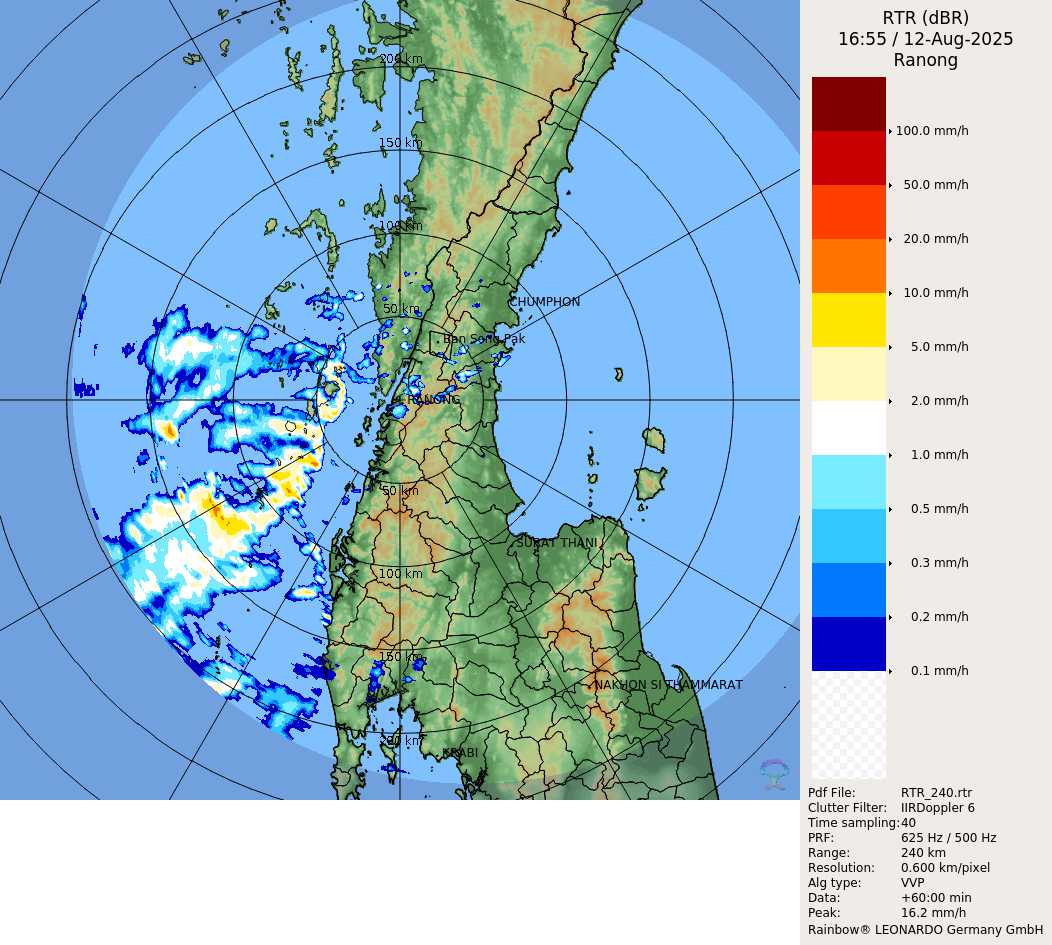 200 km
150 km
100 km
50 km
CHUMPHON
Ban Song Pak
RANONG
50 km
SURAT THANI
100 km
150 km
NAKHON SI THAMMARAT
200 km
KRABI
RTR (dBR)
16:55 / 12-Aug-2025
Ranong
100.0 mm/h
50.0 mm/h
20.0 mm/h
10.0 mm/h
5.0 mm/h
2.0 mm/h
1.0 mm/h
0.5 mm/h
0.3 mm/h
0.2 mm/h
0.1 mm/h
Pdf File: RTR_240.rtr
Clutter Filter: IIRDoppler 6
Time sampling:40
PRF: 625 Hz / 500 Hz
Range: 240 km
Resolution: 0.600 km/pixel
Alg type: VVP
Data: +60:00 min
Peak: 16.2 mm/h
Rainbow® LEONARDO Germany GmbH